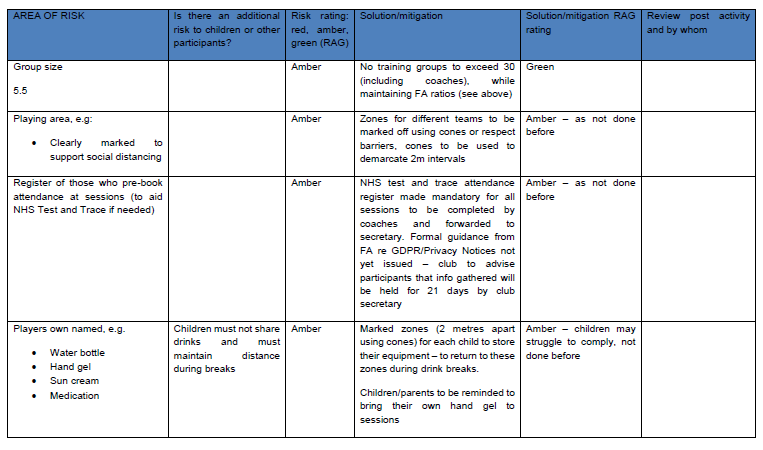 AREA OF RISK
Is there an additional
risk to children or other
participants?
Risk rating:
red, amber,
green (RAG)
Solution/mitigation
Solution/mitigation RAG
rating
Review post activity
and by whom
Group size
5.5
Amber
No training groups to exceed 30
(including coaches), while
maintaining FA ratios (see above)
Green
Playing area, e.g:
• Clearly marked to
support social distancing
Amber
Zones for different teams to be
marked off using cones or respect
barriers, cones to be used to
demarcate 2m intervals
Amber – as not done
before
Register of those who pre-book
attendance at sessions (to aid
NHS Test and Trace if needed)
Amber
NHS test and trace attendance
register made mandatory for all
sessions to be completed by
coaches and forwarded to
secretary. Formal guidance from
FA re GDPR/Privacy Notices not
yet issued – club to advise
participants that info gathered will
be held for 21 days by club
secretary
Amber – as not done
before
Players own named, e.g.
• Water bottle
• Hand gel
• Sun cream
• Medication
Children must not share
drinks and must
maintain distance
during breaks
Amber
Marked zones (2 metres apart
using cones) for each child to store
their equipment – to return to these
zones during drink breaks.
Children/parents to be reminded to
bring their own hand gel to
sessions
Amber – children may
struggle to comply, not
done before